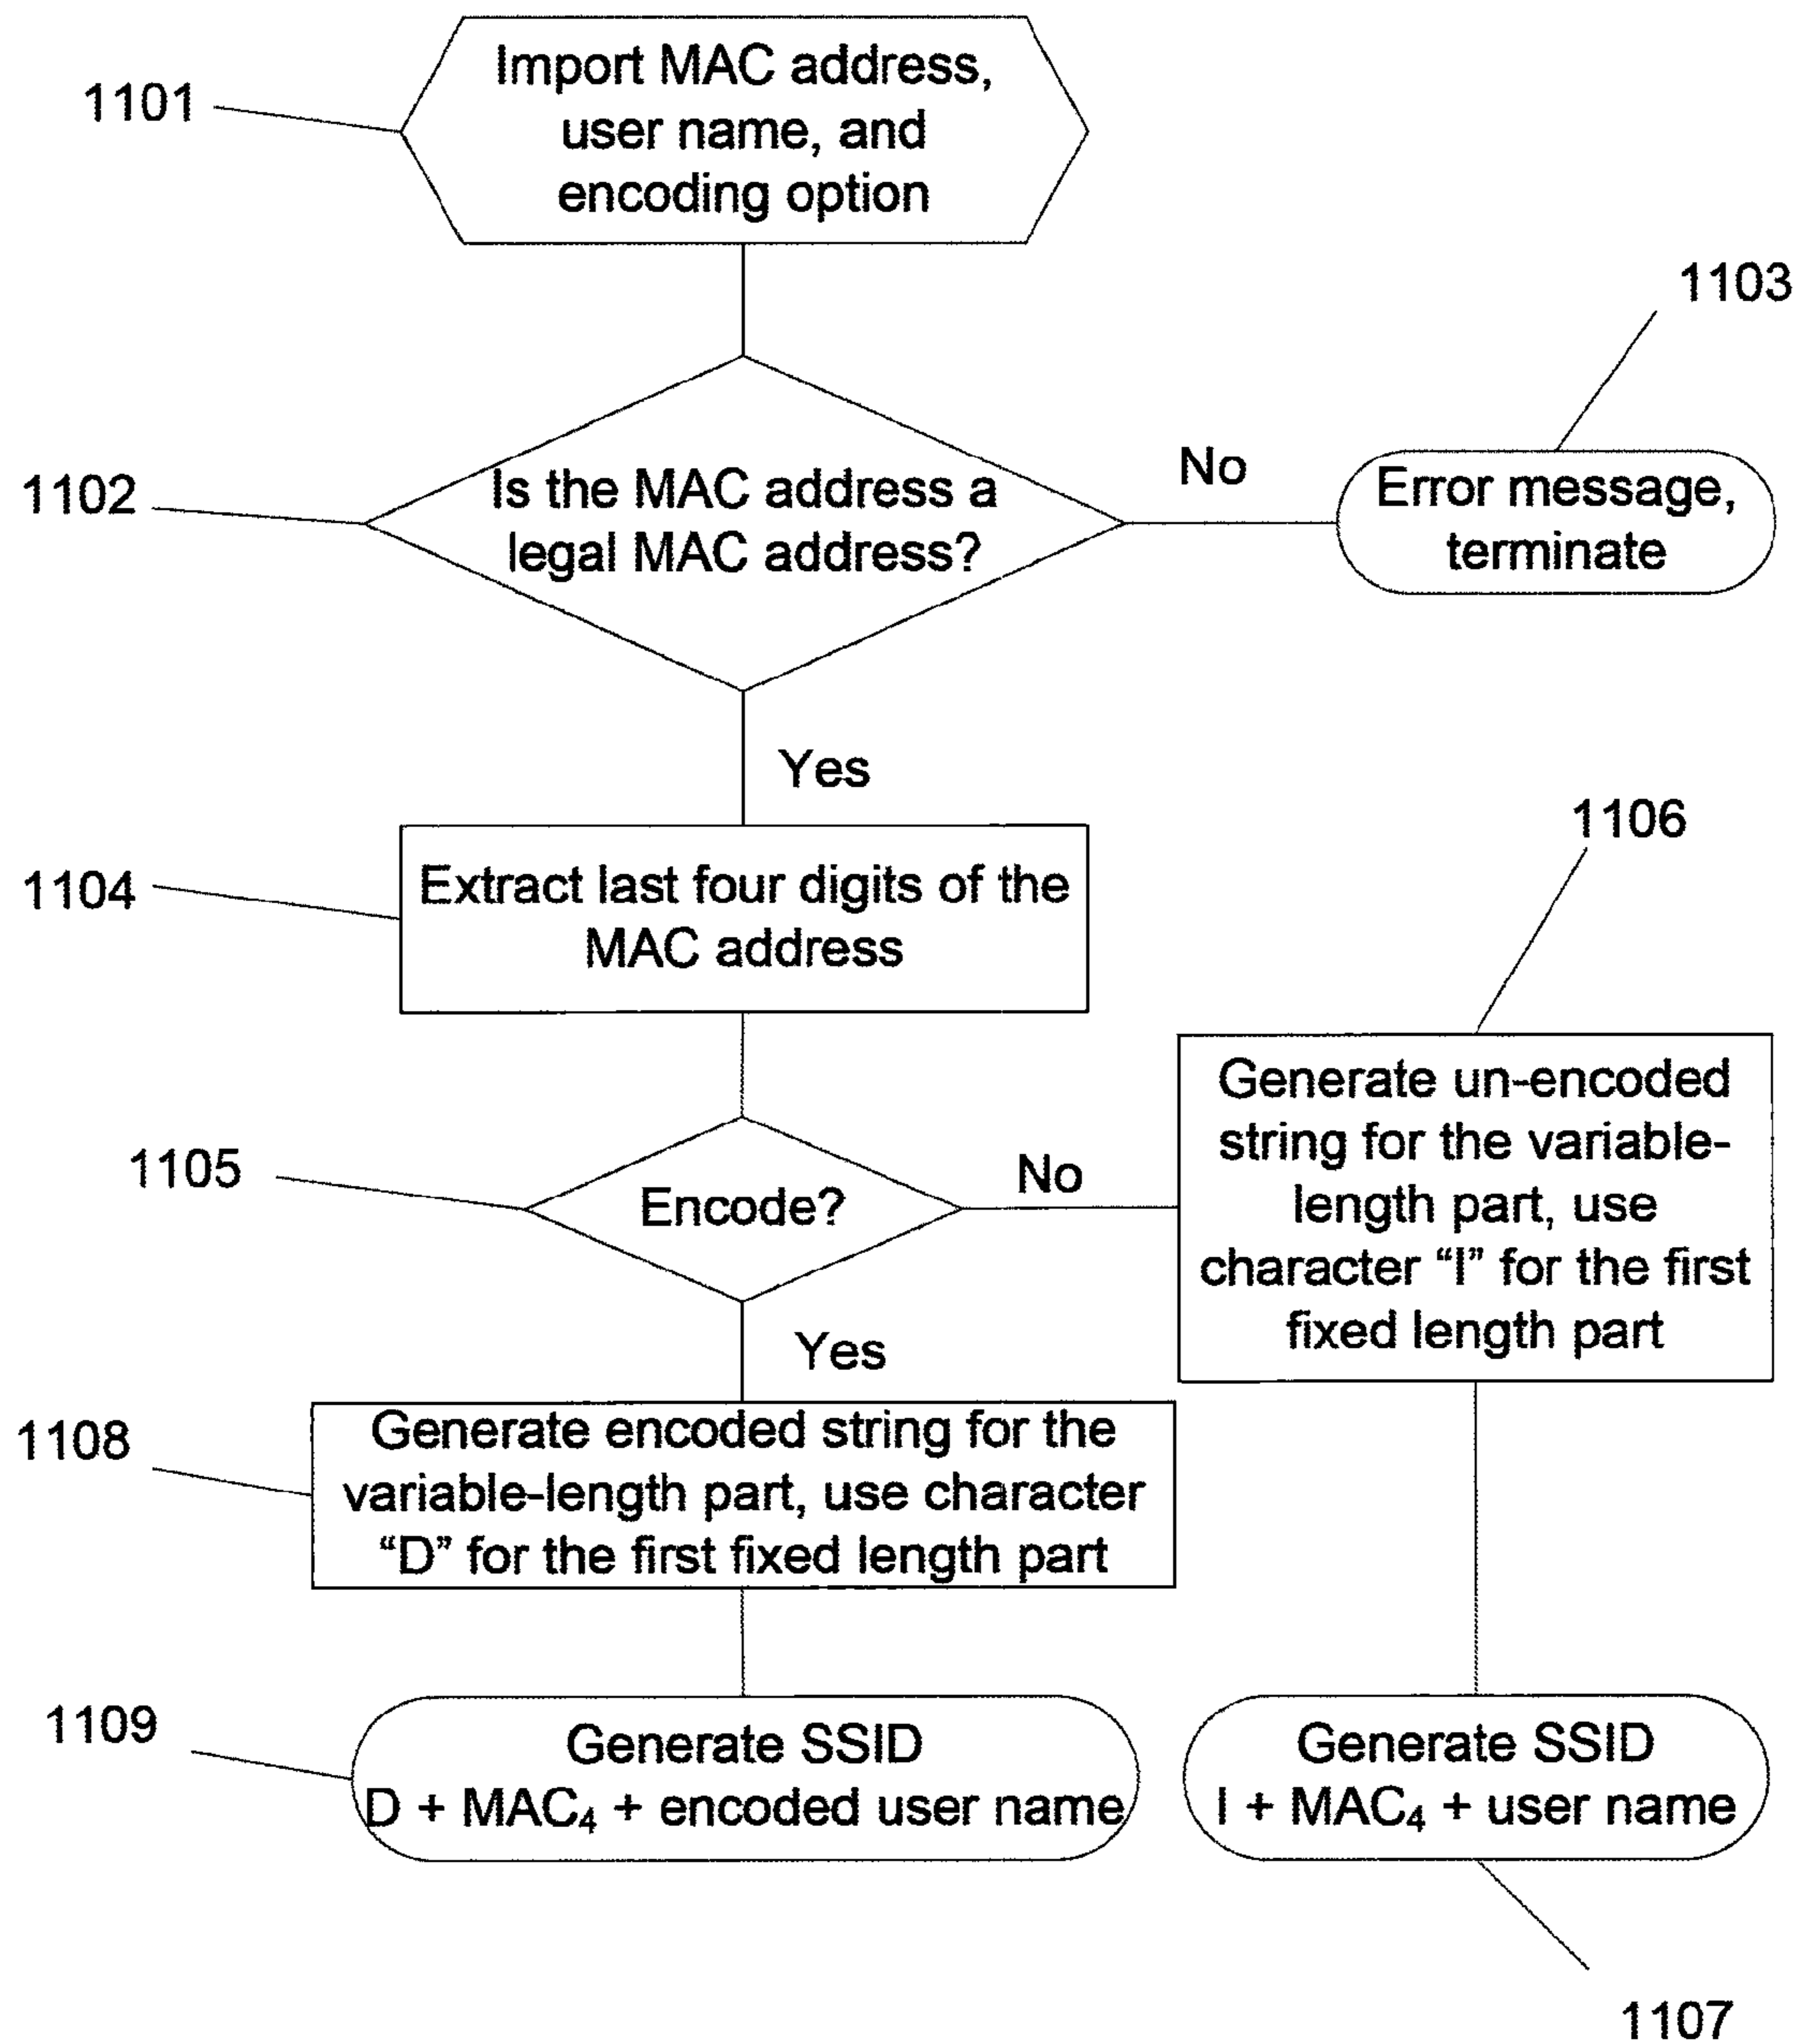 Import MAC address,
user name, and
encoding option
1101
1103
Is the MAC address a
legal MAC address?
1102
No
Error message,
terminate
Yes
1106
Extract last four digits of the
MAC address
1104
Generate un-encoded
string for the variable-
length part, use
character “I” for the first
fixed length part
1105
Encode?
No
Yes
1108
Generate encoded string for the
variable-length part, use character
“D” for the first fixed length part
1109
Generate SSID
D + MAC₄ + encoded user name
Generate SSID
I + MAC₄ + user name
1107